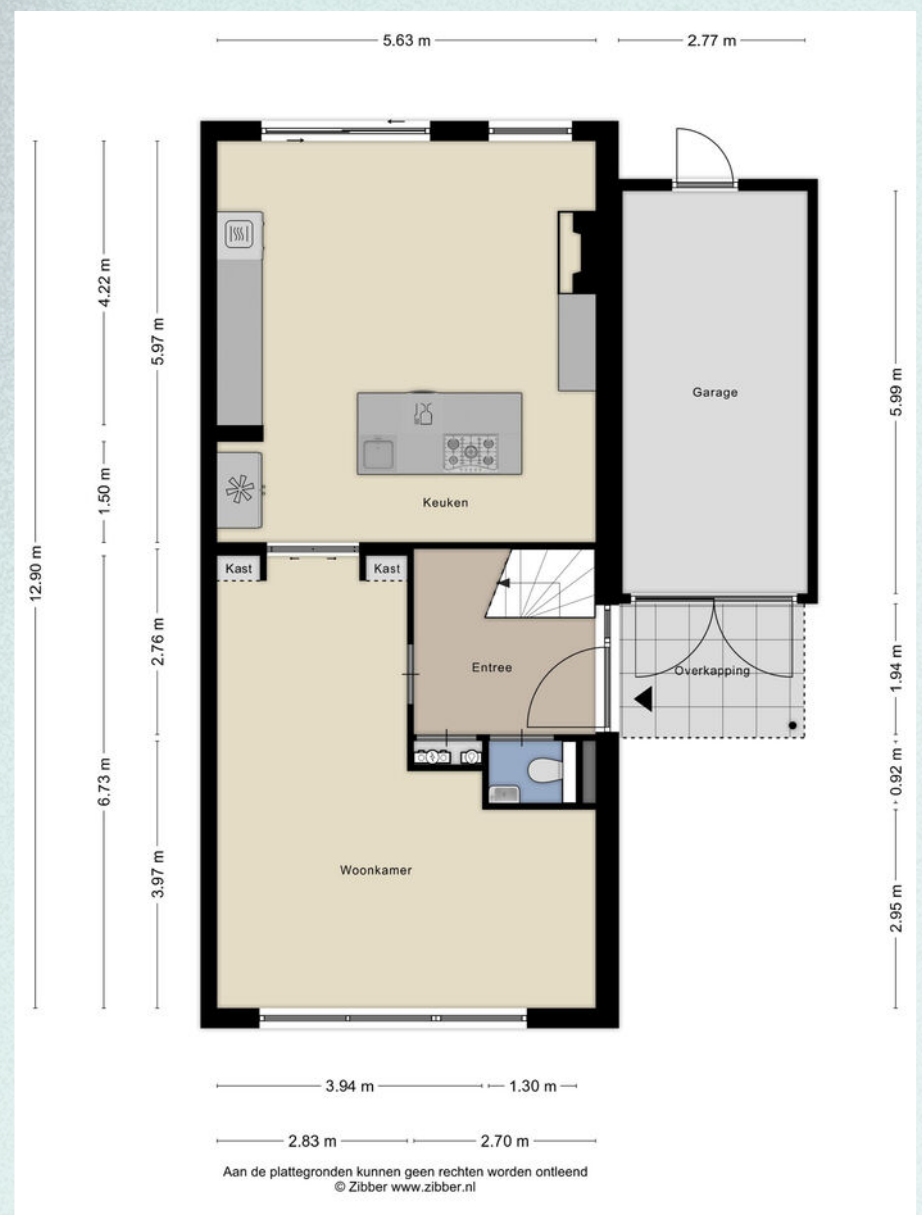 5.63 m
2.77 m
4.22 m
5.97 m
5.99 m
Garage
1.50 m
Keuken
12.90 m
Kast
Kast
2.76 m
Entree
Overkapping
1.94 m
6.73 m
0.92 m
3.97 m
Woonkamer
2.95 m
3.94 m
1.30 m
2.83 m
2.70 m
Aan de plattegronden kunnen geen rechten worden ontleend
© Zibber www.zibber.nl